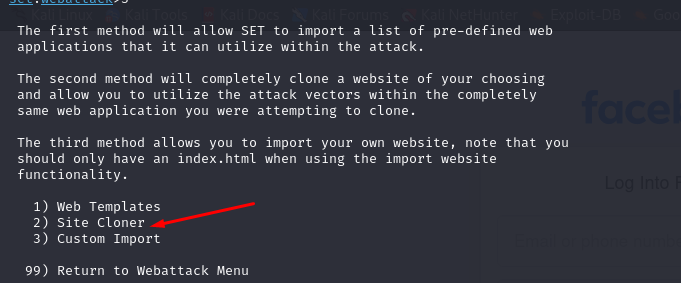 Kali Linux Kali Tools Kali Docs Kali Forums Kali NetHunter Exploit-DB Goo
set:webattack>3
The first method will allow SET to import a list of pre-defined web
applications that it can utilize within the attack.
The second method will completely clone a website of your choosing
and allow you to utilize the attack vectors within the completely
same web application you were attempting to clone.
The third method allows you to import your own website, note that you
should only have an index.html when using the import website
functionality.
1) Web Templates
2) Site Cloner
3) Custom Import
99) Return to Webattack Menu
faceb
Log Into F
Email or phone numbe